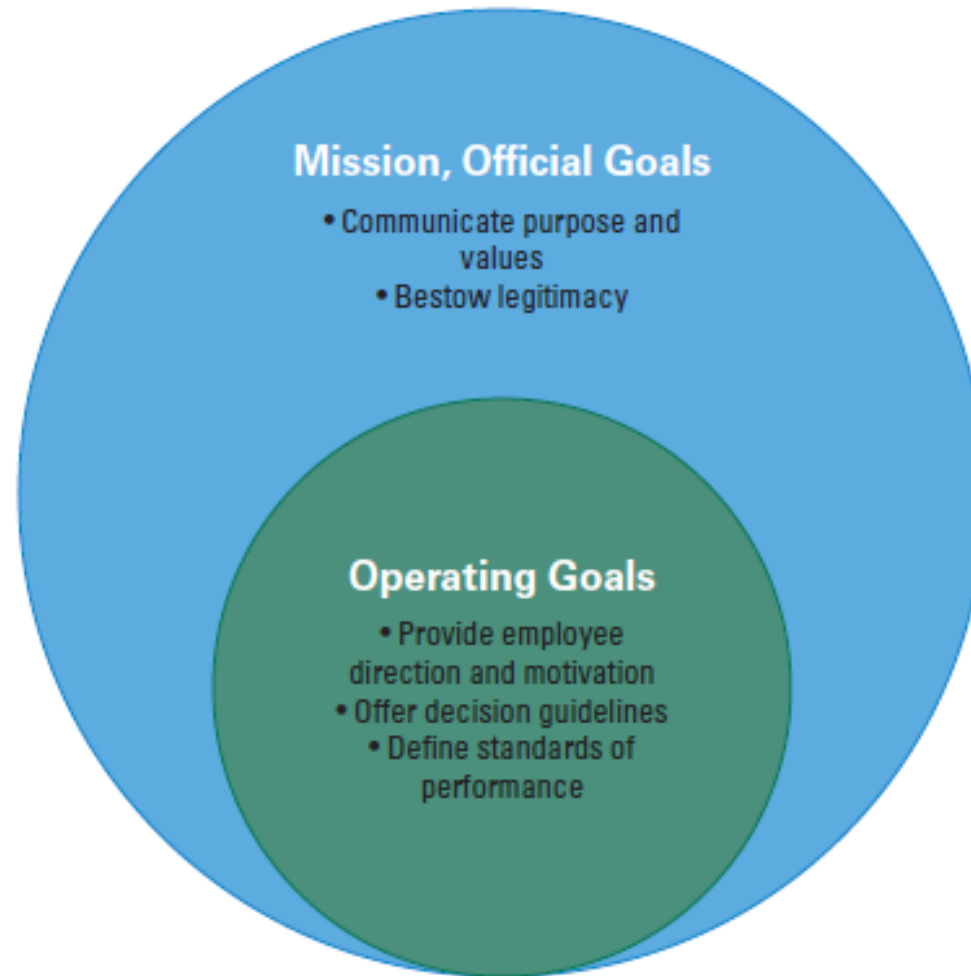 Mission, Official Goals
• Communicate purpose and
values
• Bestow legitimacy
Operating Goals
• Provide employee
direction and motivation
• Offer decision guidelines
• Define standards of
performance